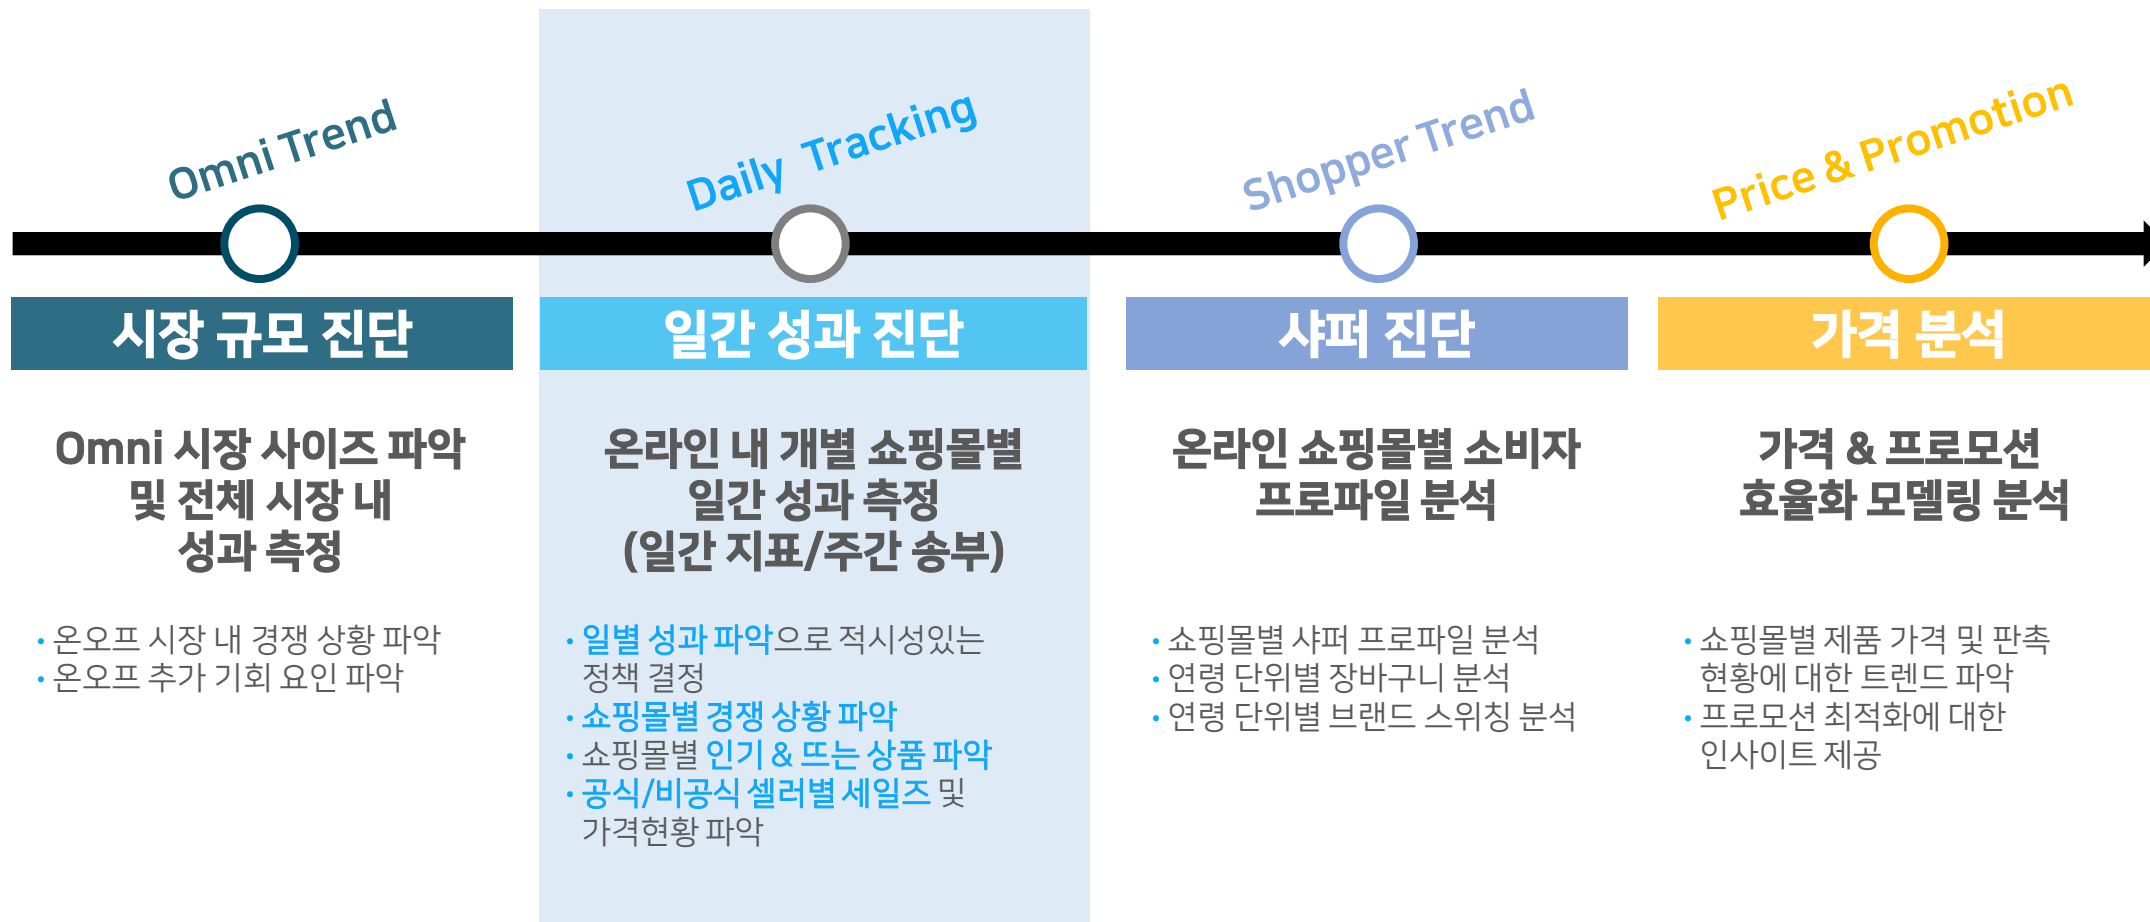 Omni Trend
Daily Tracking
Shopper Trend
Price & Promotion
시장 규모 진단
일간 성과 진단
샤퍼 진단
가격 분석
Omni 시장 사이즈 파악
및 전체 시장 내
성과 측정
• 온오프 시장 내 경쟁 상황 파악
• 온오프 추가 기회 요인 파악
온라인 내 개별 쇼핑몰별
일간 성과 측정
(일간 지표/주간 송부)
• 일별 성과 파악으로 적시성있는
정책 결정
• 쇼핑몰별 경쟁 상황 파악
• 쇼핑몰별 인기 & 뜨는 상품 파악
• 공식/비공식 셀러별 세일즈 및
가격현황 파악
온라인 쇼핑몰별 소비자
프로파일 분석
• 쇼핑몰별 샤퍼 프로파일 분석
• 연령 단위별 장바구니 분석
• 연령 단위별 브랜드 스위칭 분석
가격 & 프로모션
효율화 모델링 분석
• 쇼핑몰별 제품 가격 및 판촉
현황에 대한 트렌드 파악
• 프로모션 최적화에 대한
인사이트 제공